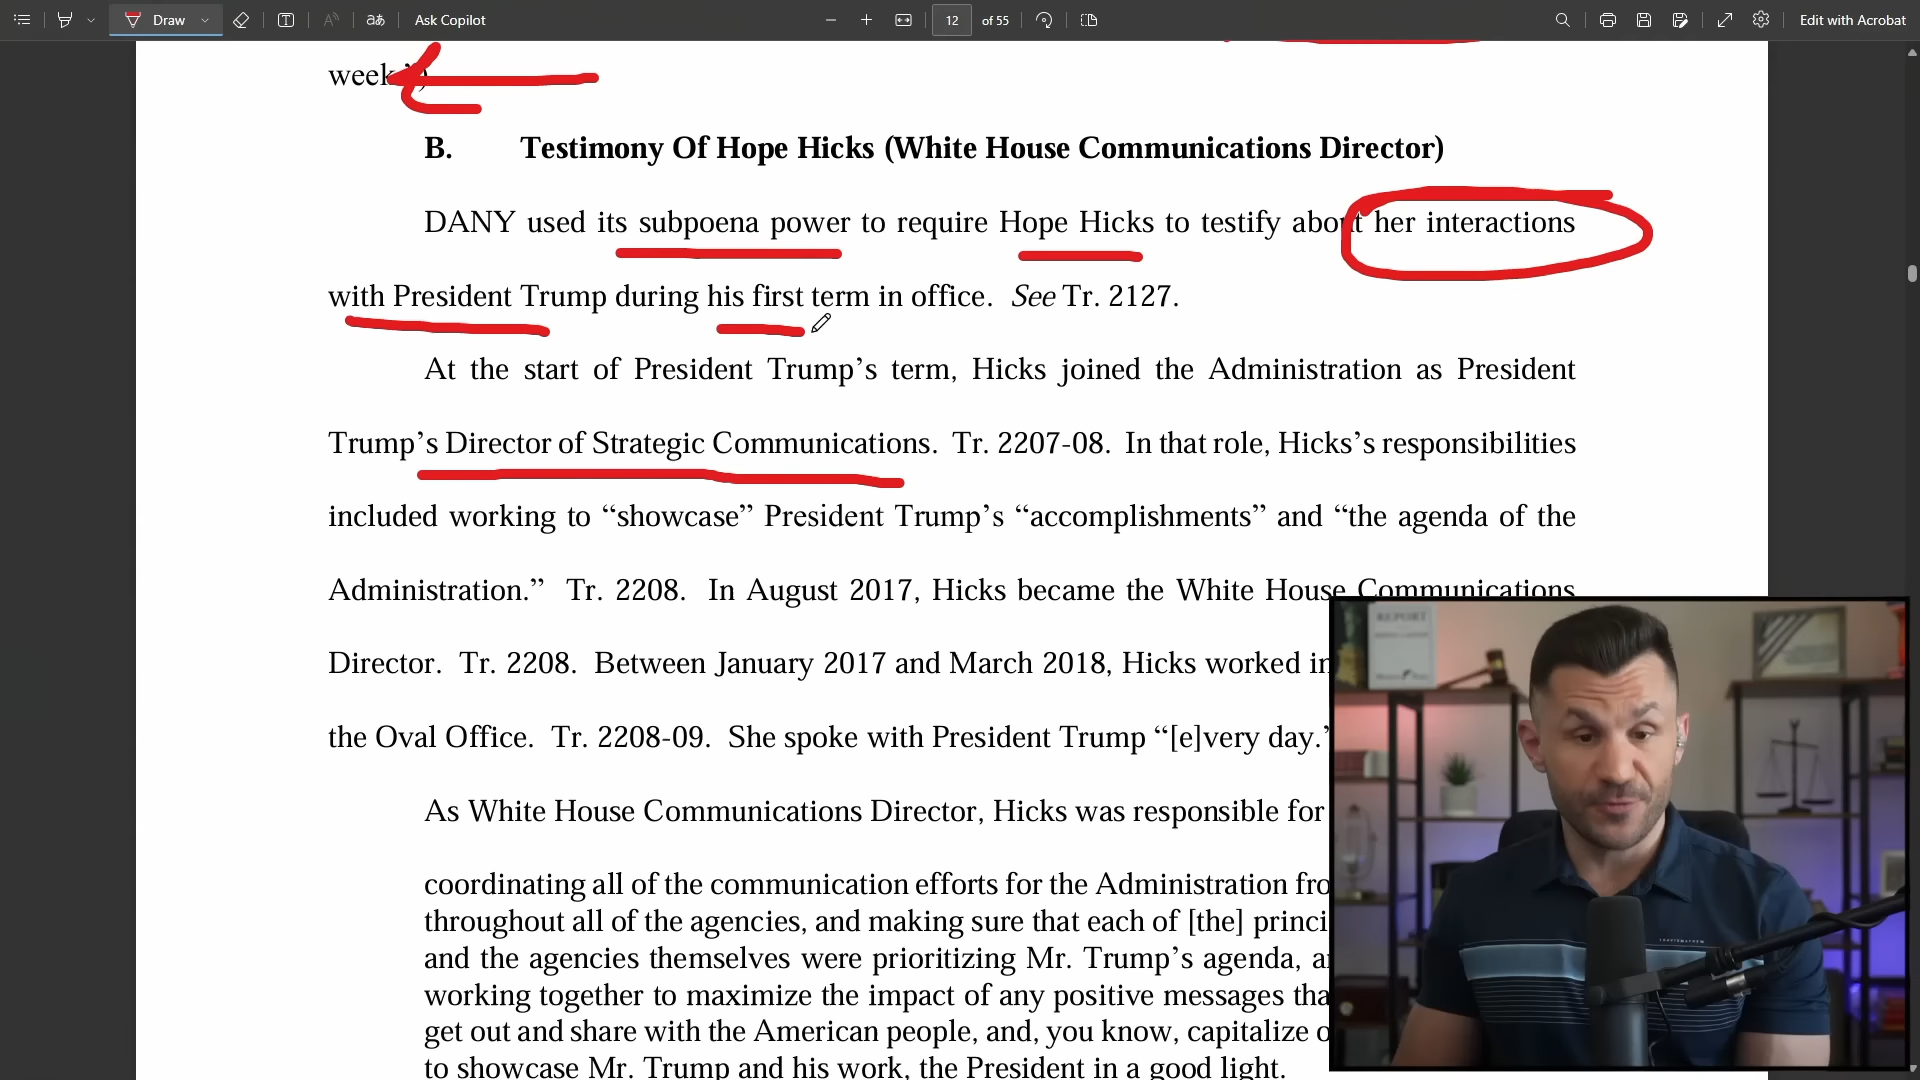 Draw
aあ
Ask Copilot
12
of 55
Edit with Acrobat
week.”)
B. Testimony Of Hope Hicks (White House Communications Director)
DANY used its subpoena power to require Hope Hicks to testify about her interactions
with President Trump during his first term in office. See Tr. 2127.
At the start of President Trump’s term, Hicks joined the Administration as President
Trump’s Director of Strategic Communications. Tr. 2207-08. In that role, Hicks’s responsibilities
included working to “showcase” President Trump’s “accomplishments” and “the agenda of the
Administration.” Tr. 2208. In August 2017, Hicks became the White House Communications
Director. Tr. 2208. Between January 2017 and March 2018, Hicks worked in
the Oval Office. Tr. 2208-09. She spoke with President Trump “[e]very day.”
As White House Communications Director, Hicks was responsible for
coordinating all of the communication efforts for the Administration
throughout all of the agencies, and making sure that each of [the]
and the agencies themselves were prioritizing Mr. Trump’s agenda,
working together to maximize the impact of any positive messages
get out and share with the American people, and, you know, capitalize
to showcase Mr. Trump and his work, the President in a good light.
REPORT